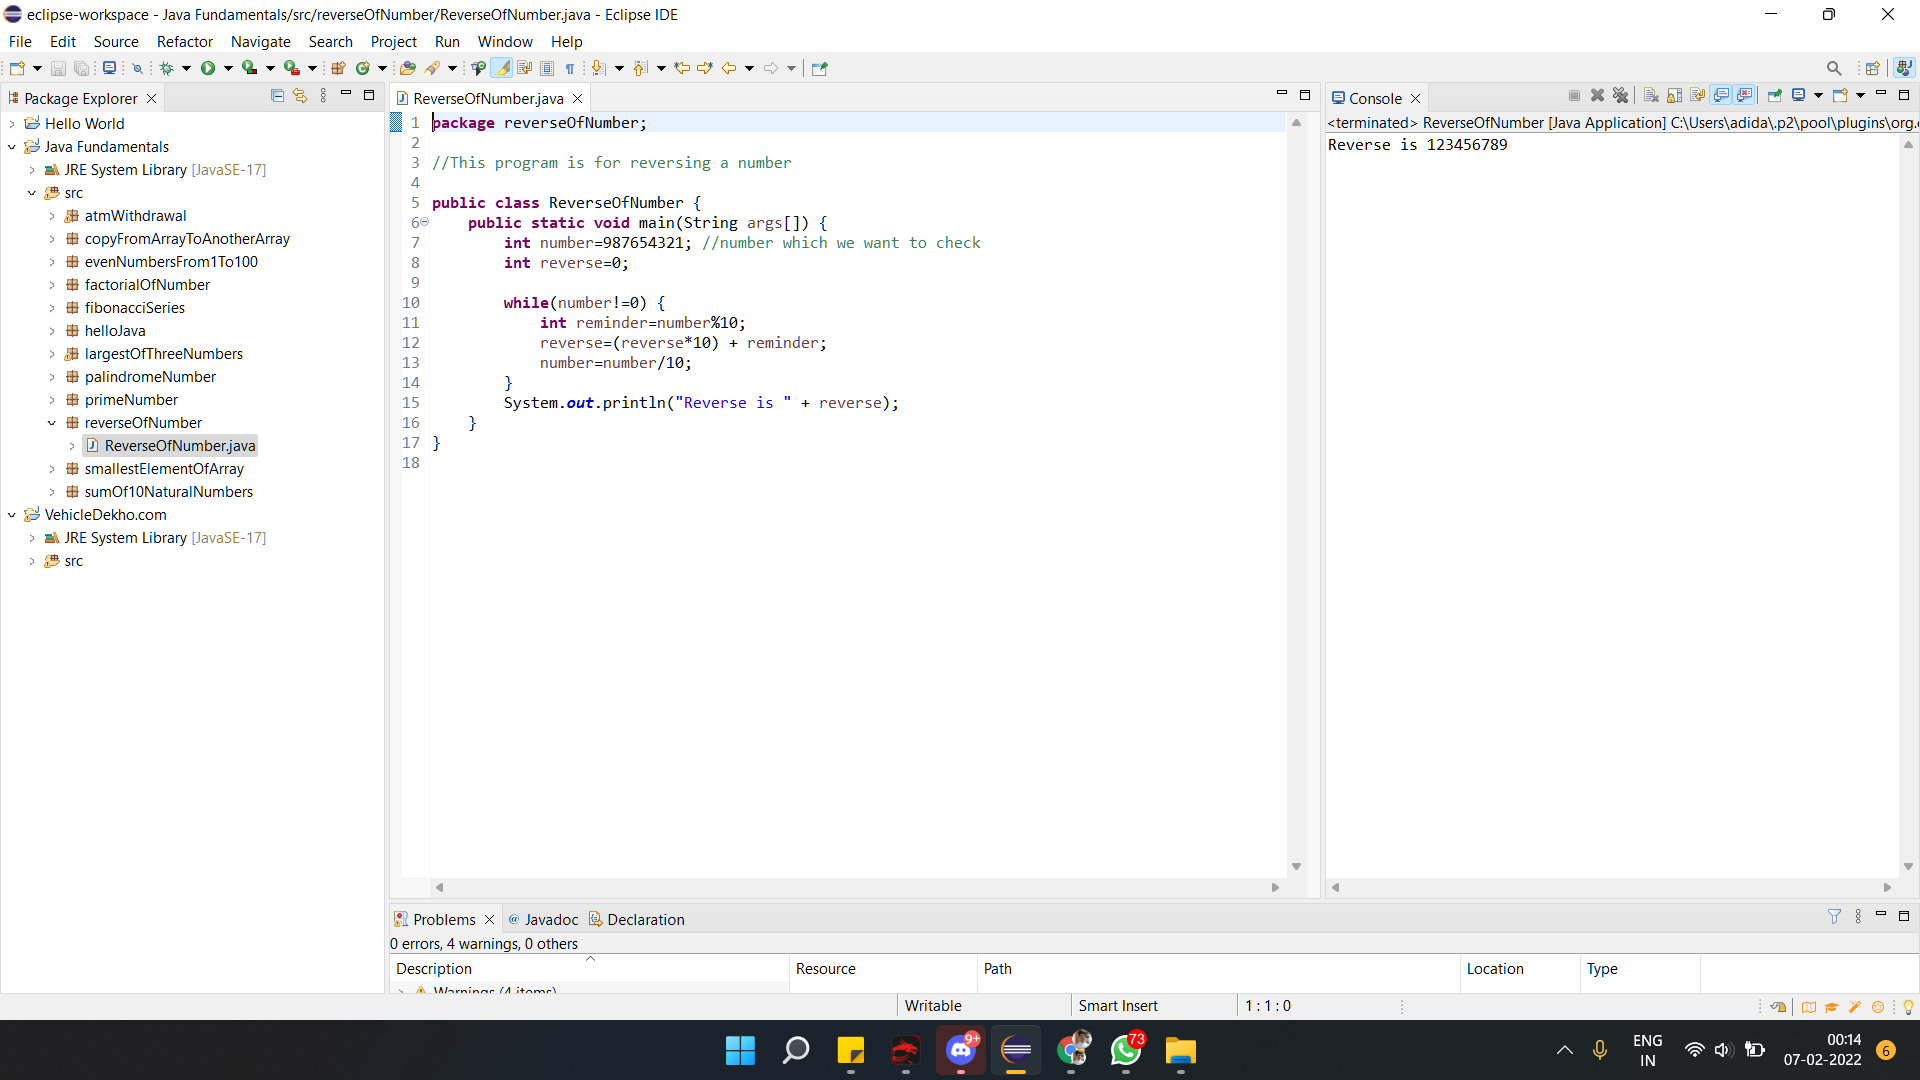 eclipse-workspace - Java Fundamentals/src/reverseOfNumber/ReverseOfNumber.java - Eclipse IDE
File Edit Source Refactor Navigate Search Project Run Window Help
Package Explorer
Hello World
Java Fundamentals
JRE System Library [JavaSE-17]
src
atmWithdrawal
copyFromArrayToAnotherArray
evenNumbersFrom1To100
factorialOfNumber
fibonacciSeries
helloJava
largestOfThreeNumbers
palindromeNumber
primeNumber
reverseOfNumber
ReverseOfNumber.java
smallestElementOfArray
sumOf10NaturalNumbers
VehicleDekho.com
JRE System Library [JavaSE-17]
src
ReverseOfNumber.java
1 package reverseOfNumber;
2
3 //This program is for reversing a number
4
5 public class ReverseOfNumber {
6 public static void main(String args[]) {
7 int number=987654321; //number which we want to check
8 int reverse=0;
9
10 while(number!=0) {
11 int reminder=number%10;
12 reverse=(reverse*10) + reminder;
13 number=number/10;
14 }
15 System.out.println("Reverse is " + reverse);
16 }
17 }
18
Console
<terminated> ReverseOfNumber [Java Application] C:\Users\adida\.p2\pool\plugins\org.
Reverse is 123456789
Problems @ Javadoc Declaration
0 errors, 4 warnings, 0 others
Description Resource Path Location Type
Warnings (4 items)
Writable Smart Insert 1 : 1 : 0
9+
73
ENG
IN
00:14
07-02-2022
6